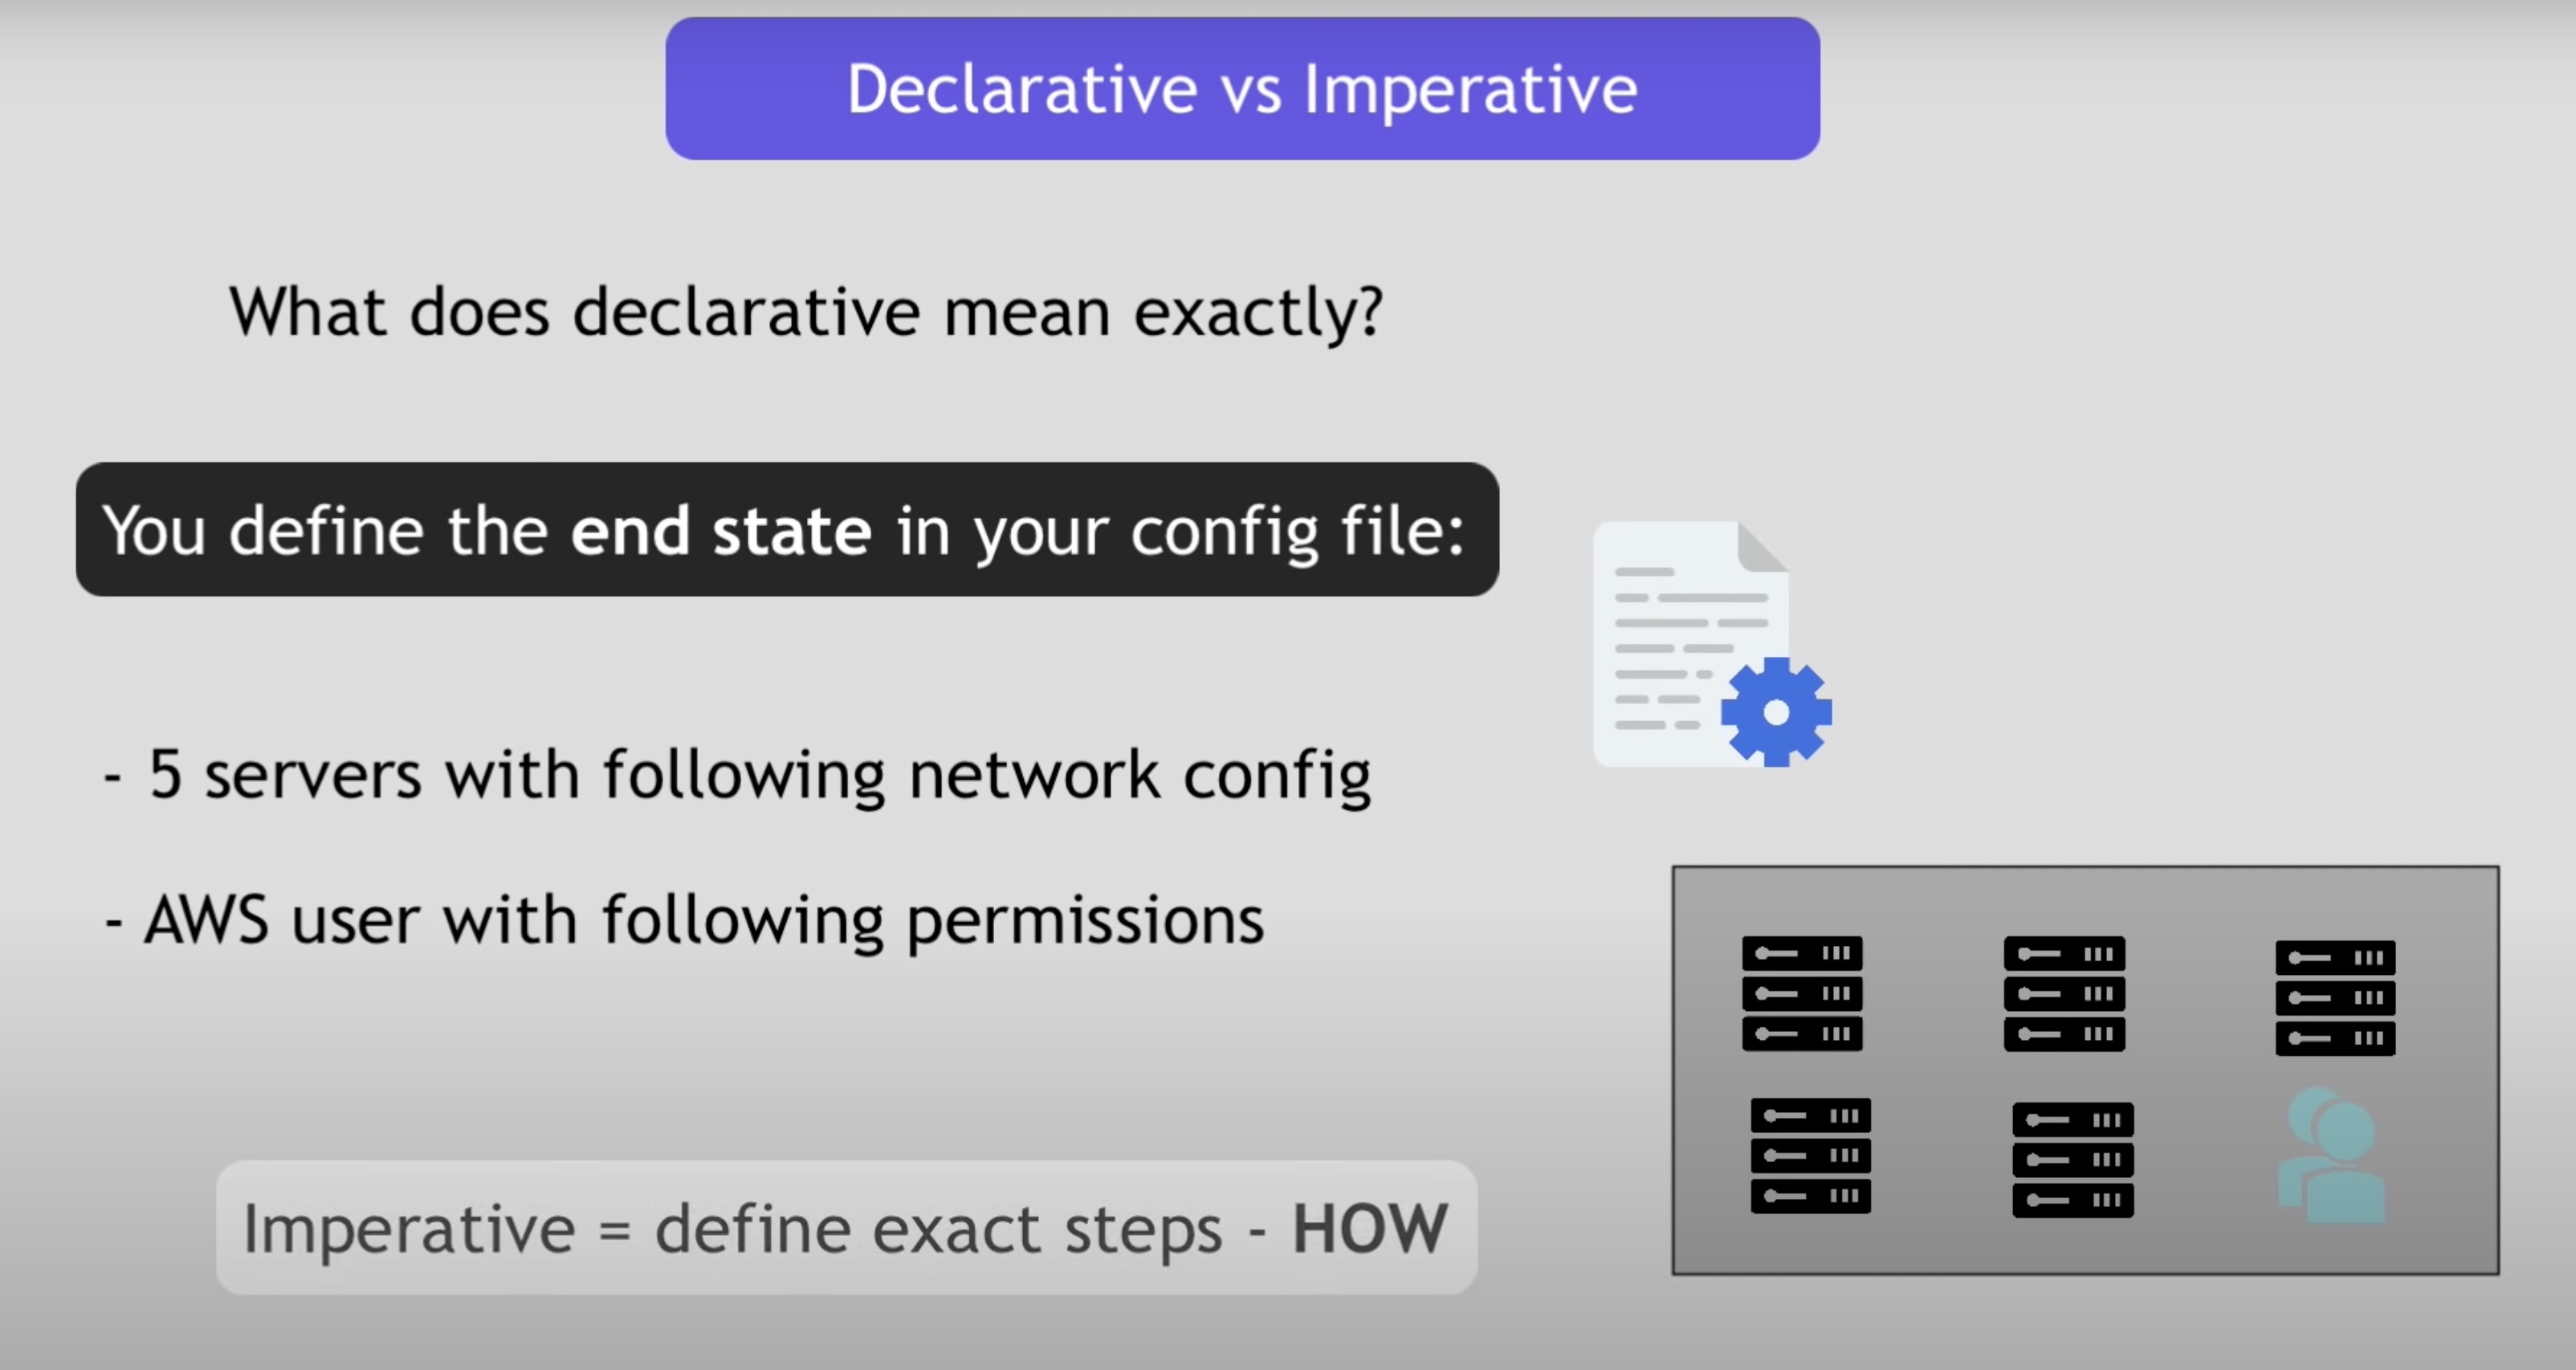 Declarative vs Imperative
What does declarative mean exactly?
You define the end state in your config file:
- 5 servers with following network config
- AWS user with following permissions
Imperative = define exact steps - HOW